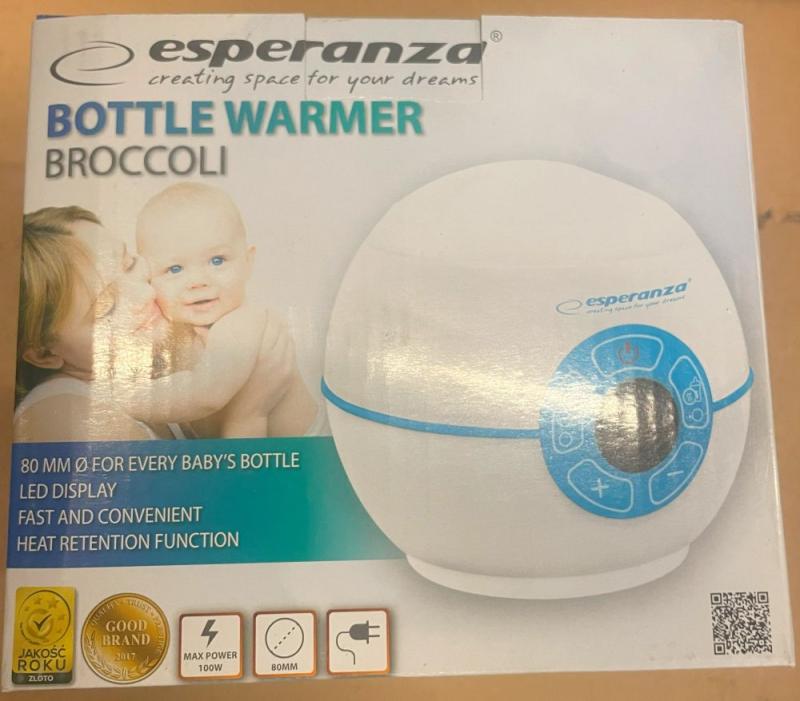 esperanza®
creating space for your dreams
BOTTLE WARMER
BROCCOLI
esperanza®
creating space for your dreams
80 MM Ø FOR EVERY BABY'S BOTTLE
LED DISPLAY
FAST AND CONVENIENT
HEAT RETENTION FUNCTION
JAKOŚĆ
ROKU
ZŁOTO
QUALITY TRUST
GOOD
BRAND
2017
MAX POWER
100W
80MM